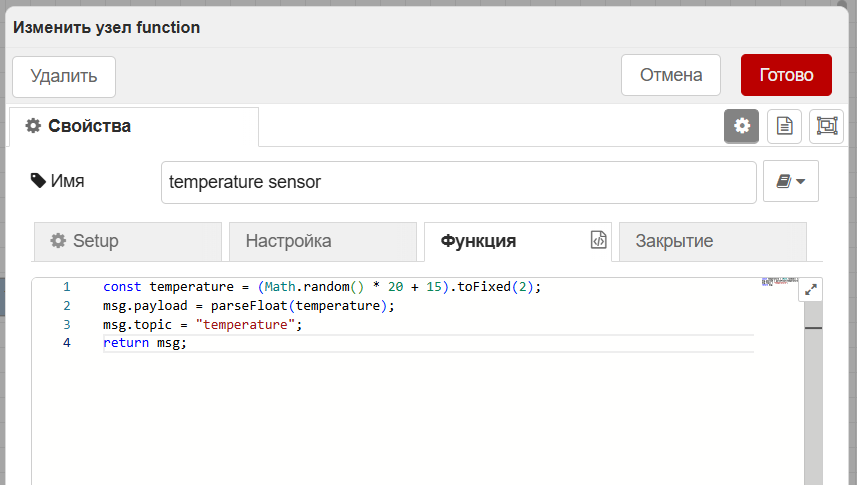 Изменить узел function
Удалить
Отмена
Готово
Свойства
Имя
temperature sensor
Setup
Настройка
Функция
Закрытие
1 const temperature = (Math.random() * 20 + 15).toFixed(2);
2 msg.payload = parseFloat(temperature);
3 msg.topic = "temperature";
4 return msg;